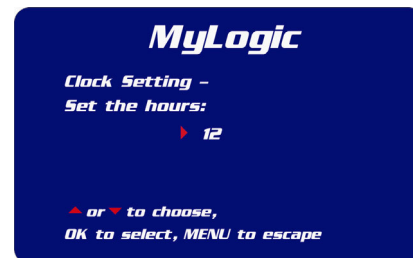 MyLogic
Clock Setting –
Set the hours:
▶ 12
▲ or ▼ to choose,
OK to select, MENU to escape